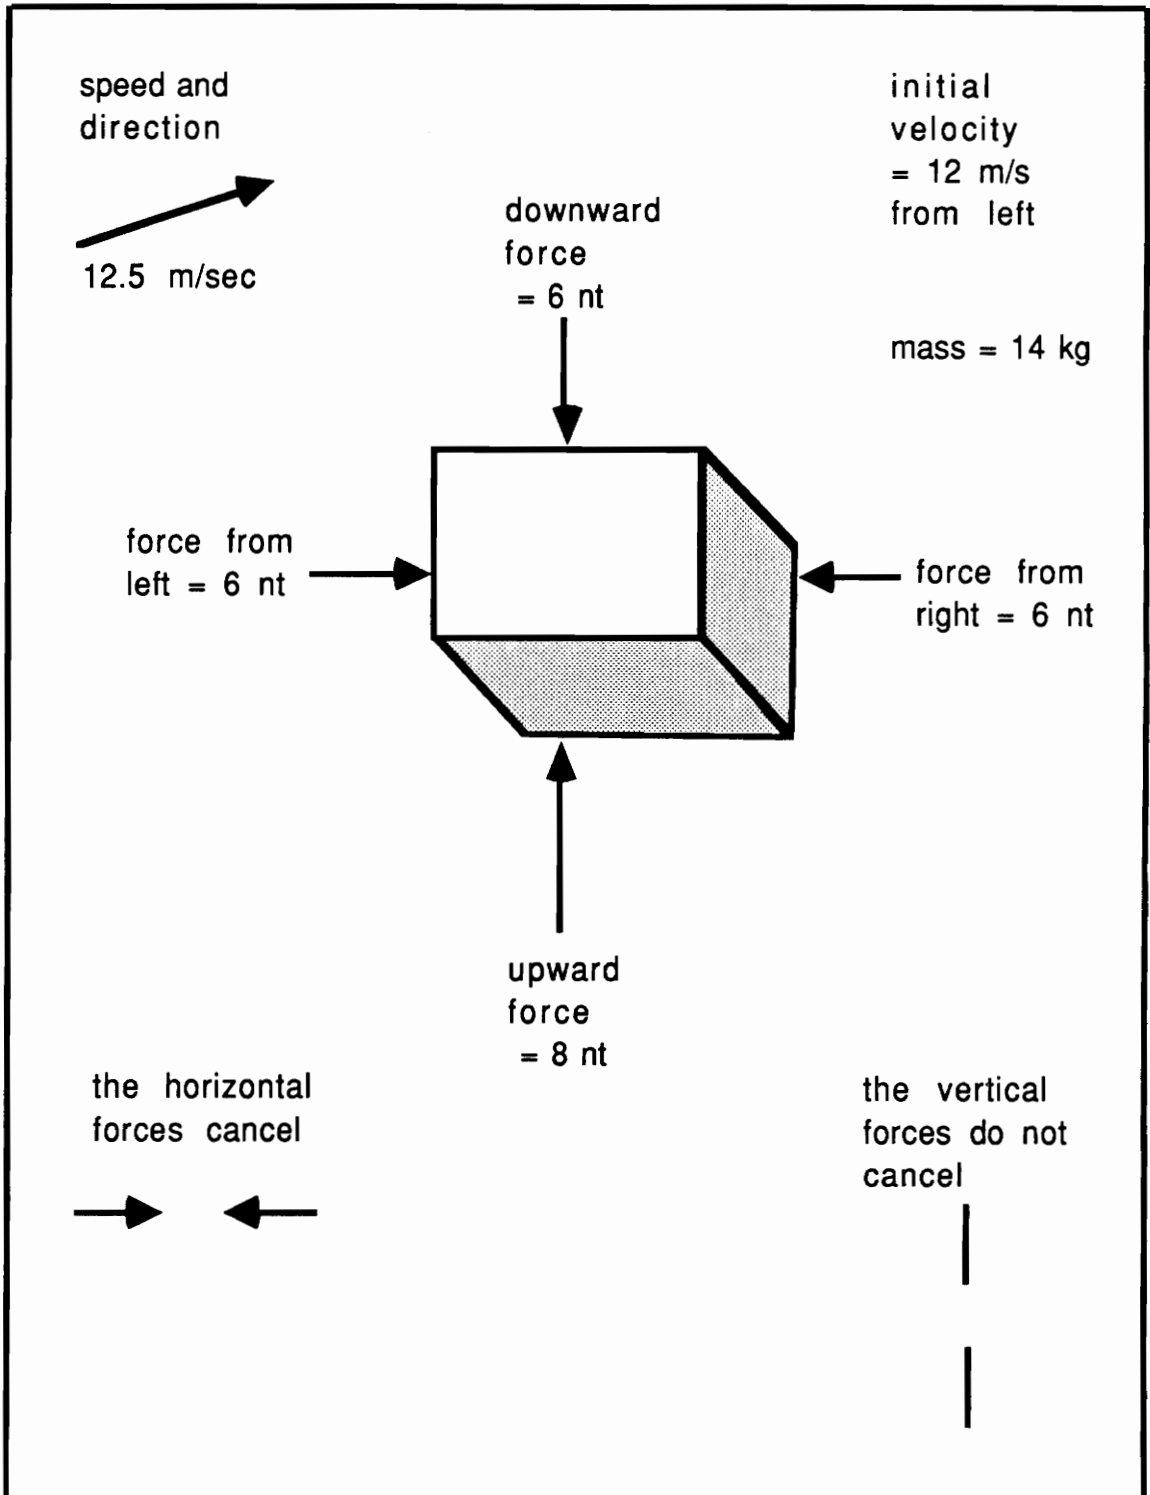 speed and
direction
12.5 m/sec
initial
velocity
= 12 m/s
from left
downward
force
= 6 nt
mass = 14 kg
force from
left = 6 nt
force from
right = 6 nt
upward
force
= 8 nt
the horizontal
forces cancel
the vertical
forces do not
cancel